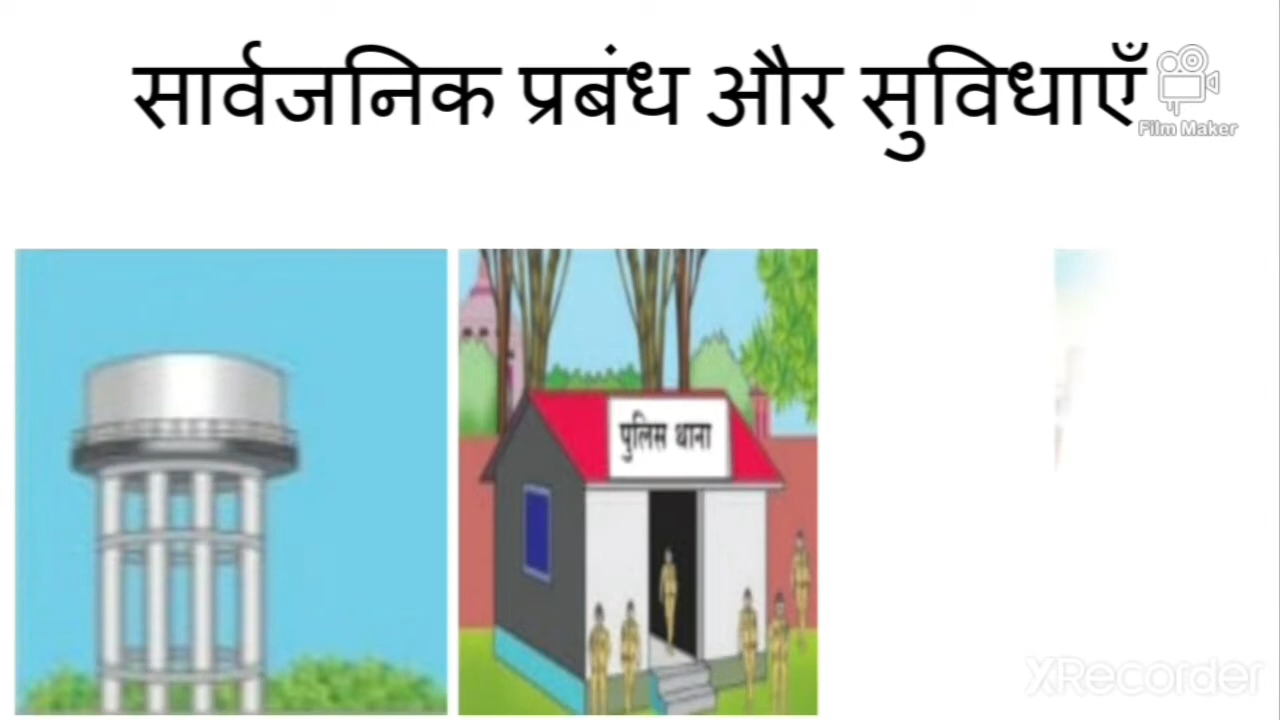 सार्वजनिक प्रबंध और सुविधाएँ
Film Maker
पुलिस थाना
XRecorder